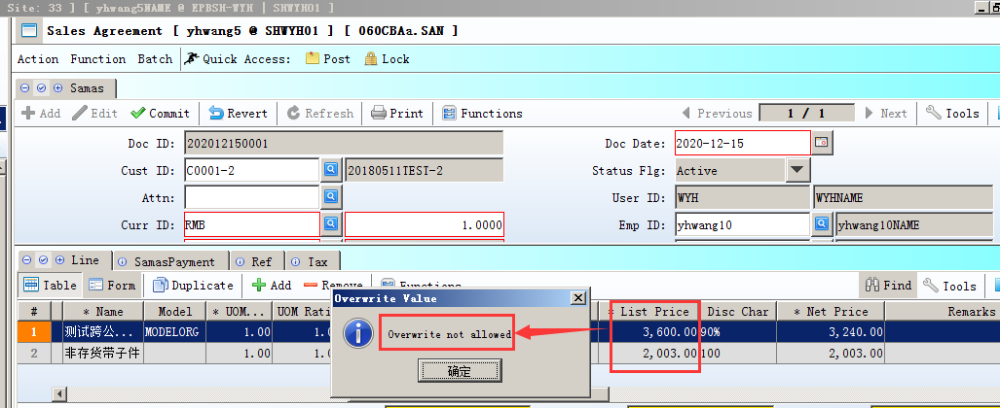 Site: 33 ] [ yhwang5NAME @ EPBSH-WYH | SHWYH01 ]
Sales Agreement [ yhwang5 @ SHWYH01 ] [ 060CBAa.SAN ]
Action Function Batch Quick Access: Post Lock
Samas
Add Edit Commit Revert Refresh Print Functions Previous 1 / 1 Next Tools
Doc ID: 202012150001 Doc Date: 2020-12-15
Cust ID: C0001-2 20180511TEST-2 Status Flg: Active
Attn: User ID: WYH WYHNAME
Curr ID: RMB 1.0000 Emp ID: yhwang10 yhwang10NAME
Line SamasPayment Ref Tax
Table Form Duplicate Add Remove Functions Find Tools
# * Name Model * UOM... UOM Rati List Price Disc Char * Net Price Remarks
1 测试跨公... MODELORG 1.00 1.0 3,600.00 90% 3,240.00
2 非存货带子件 1.00 1.0 2,003.00 100 2,003.00
Overwrite Value
Overwrite not allowed
确定